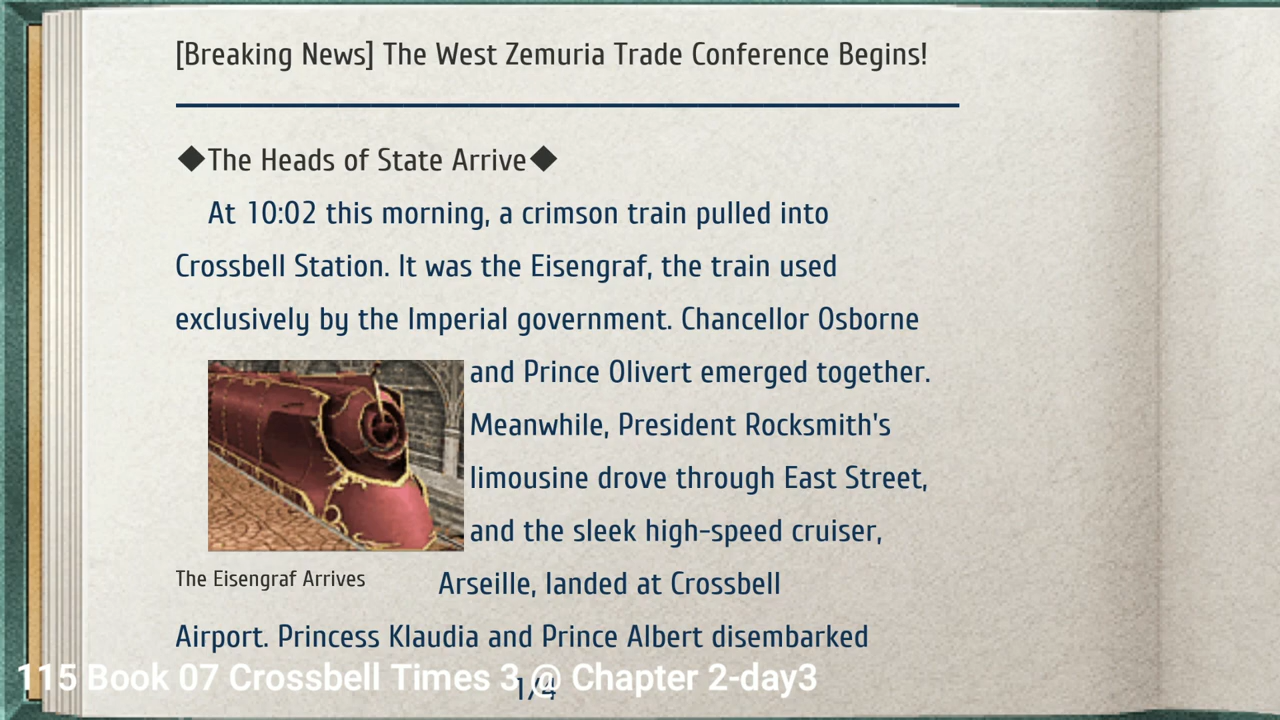 [Breaking News] The West Zemuria Trade Conference Begins!
◆The Heads of State Arrive◆
At 10:02 this morning, a crimson train pulled into
Crossbell Station. It was the Eisengraf, the train used
exclusively by the Imperial government. Chancellor Osborne
and Prince Olivert emerged together.
Meanwhile, President Rocksmith's
limousine drove through East Street,
and the sleek high-speed cruiser,
The Eisengraf Arrives
Arseille, landed at Crossbell
Airport. Princess Klaudia and Prince Albert disembarked
115 Book 07 Crossbell Times 3 @ Chapter 2-day3
1/4